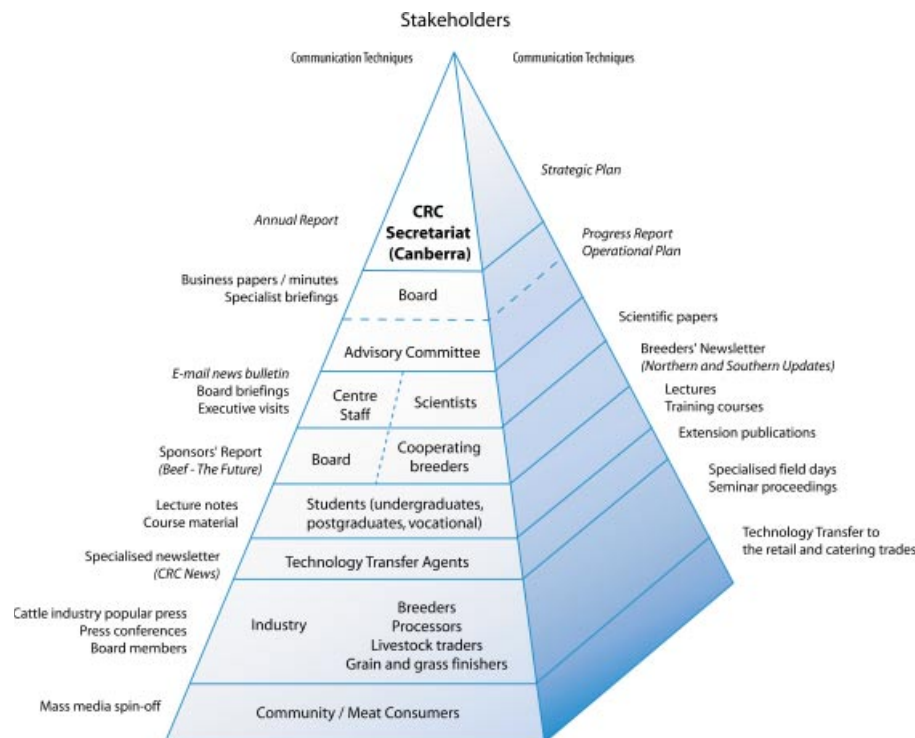 Stakeholders
Communication Techniques
Communication Techniques
Strategic Plan
Annual Report
CRC
Secretariat
(Canberra)
Progress Report
Operational Plan
Business papers / minutes
Specialist briefings
Board
Scientific papers
Advisory Committee
Breeders' Newsletter
(Northern and Southern Updates)
E-mail news bulletin
Board briefings
Executive visits
Centre
Staff
Scientists
Lectures
Training courses
Extension publications
Sponsors' Report
(Beef - The Future)
Board
Cooperating
breeders
Specialised field days
Seminar proceedings
Lecture notes
Course material
Students (undergraduates,
postgraduates, vocational)
Technology Transfer to
the retail and catering trades
Specialised newsletter
(CRC News)
Technology Transfer Agents
Cattle industry popular press
Press conferences
Board members
Industry
Breeders
Processors
Livestock traders
Grain and grass finishers
Mass media spin-off
Community / Meat Consumers